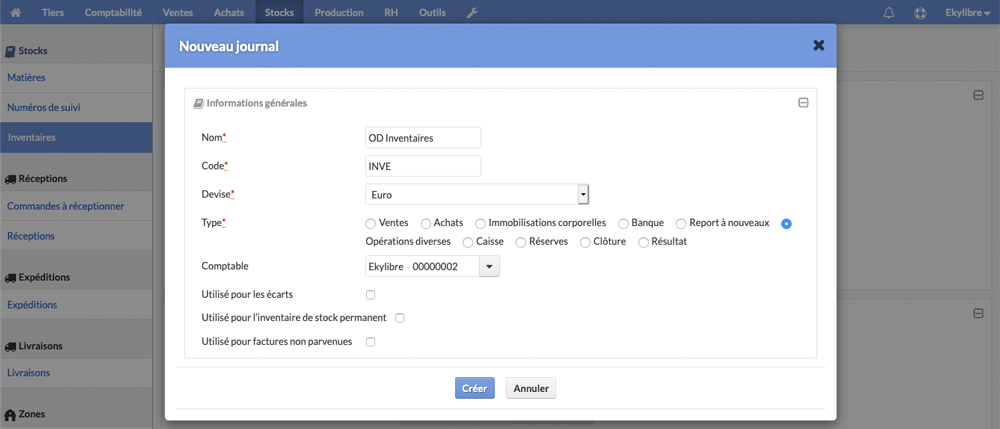 Tiers Comptabilité Ventes Achats Stocks Production RH Outils Ekylibre
Stocks
Matières
Numéros de suivi
Inventaires
Réceptions
Commandes à réceptionner
Réceptions
Expéditions
Expéditions
Livraisons
Livraisons
Zones
Nouveau journal
Informations générales
Nom* OD Inventaires
Code* INVE
Devise* Euro
Type* Ventes Achats Immobilisations corporelles Banque Report à nouveaux
Opérations diverses Caisse Réserves Clôture Résultat
Comptable Ekylibre - 00000002
Utilisé pour les écarts
Utilisé pour l'inventaire de stock permanent
Utilisé pour factures non parvenues
Créer Annuler